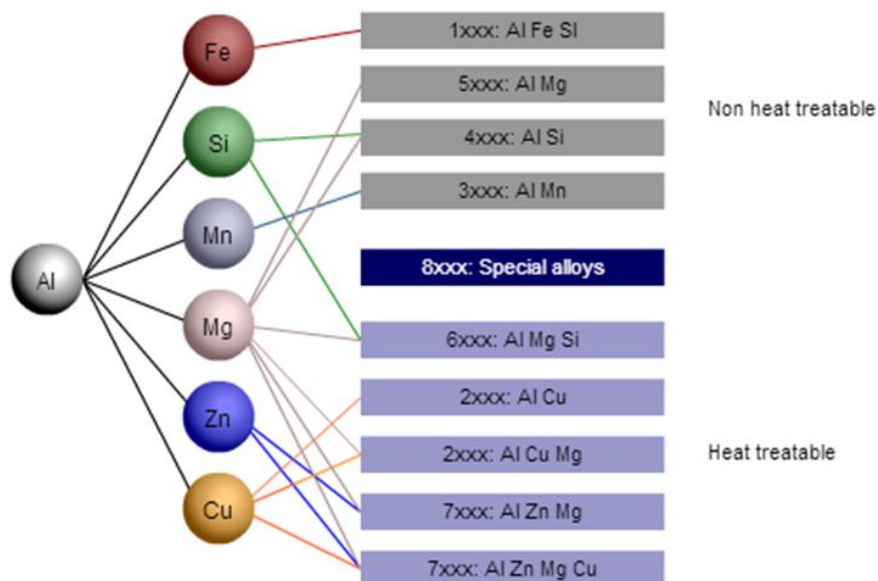 Fe
Si
Mn
Al
Mg
Zn
Cu
1xxx: Al Fe SI
5xxx: Al Mg
4xxx: Al Si
3xxx: Al Mn
8xxx: Special alloys
6xxx: Al Mg Si
2xxx: Al Cu
2xxx: Al Cu Mg
7xxx: Al Zn Mg
7xxx: Al Zn Mg Cu
Non heat treatable
Heat treatable